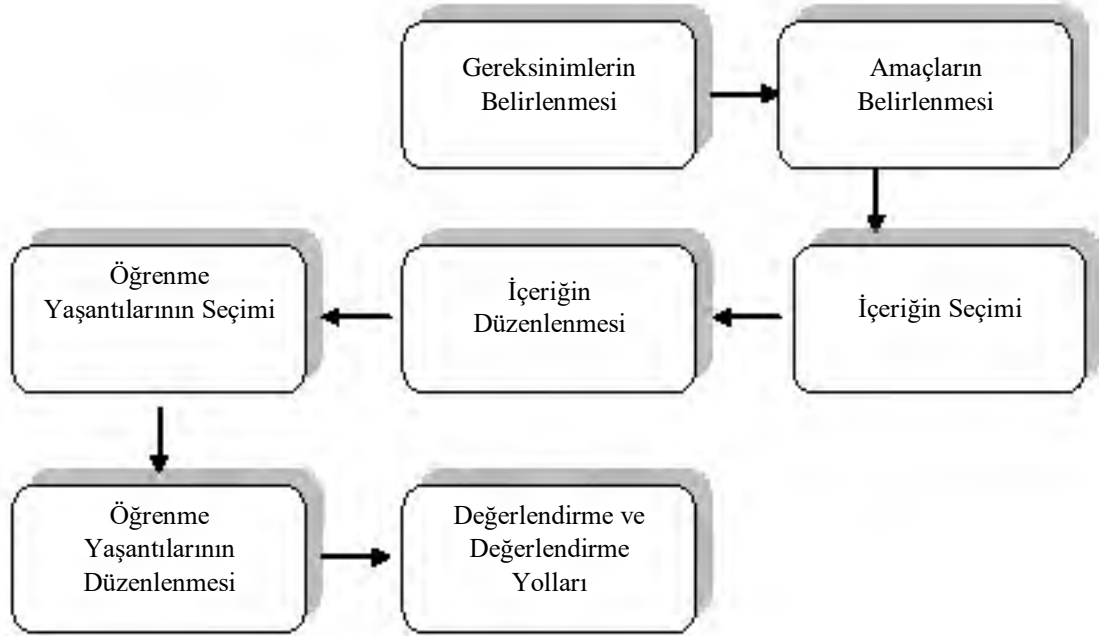 Gereksinimlerin
Belirlenmesi
Amaçların
Belirlenmesi
İçeriğin Seçimi
İçeriğin
Düzenlenmesi
Öğrenme
Yaşantılarının Seçimi
Öğrenme
Yaşantılarının
Düzenlenmesi
Değerlendirme ve
Değerlendirme
Yolları